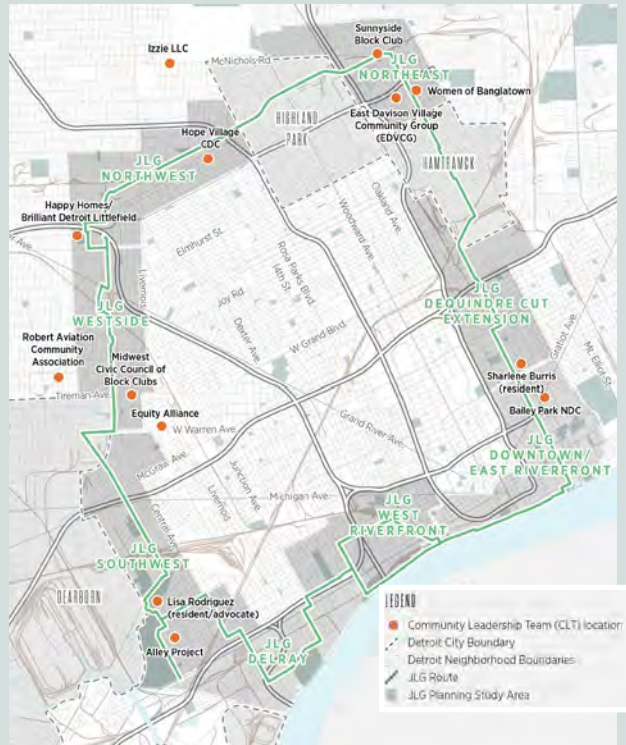 Sunnyside
Block Club
Izzie LLC
McNichols Rd
JLG
NORTHEAST
Women of Banglatown
East Davison Village
Community Group
(EDVCG)
HIGHLAND
PARK
Hope Village
CDC
JLG
NORTHWEST
HAMTRAMCK
Happy Homes/
Brilliant Detroit Littlefield
Oakland Ave.
Woodward Ave.
Elmhurst St.
Rosa Parks Blvd.
14th St.
Livernois
Joy Rd.
Dexter Ave.
W Grand Blvd.
JLG
DEQUINDRE CUT
EXTENSION
Gratiot Ave
Mt. Elliot St.
JLG
WESTSIDE
Robert Aviation
Community
Association
Midwest
Civic Council of
Block Clubs
Tireman Ave.
Sharlene Burris
(resident)
Bailey Park NDC
Equity Alliance
W Warren Ave.
Grand River Ave.
McGraw Ave.
Junction Ave.
Livernois
Michigan Ave.
JLG
DOWNTOWN/
EAST RIVERFRONT
JLG
WEST
RIVERFRONT
Central Ave.
JLG
SOUTHWEST
DEARBORN
Lisa Rodriguez
(resident/advocate)
Alley Project
JLG
DELRAY
LEGEND
Community Leadership Team (CLT) location
Detroit City Boundary
Detroit Neighborhood Boundaries
JLG Route
JLG Planning Study Area